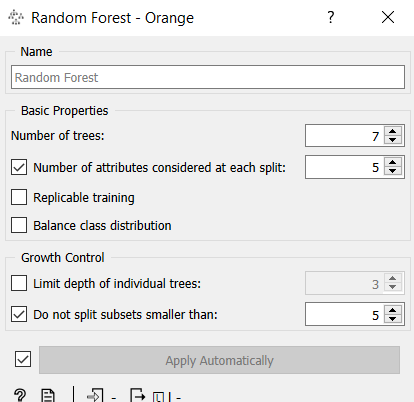 Random Forest - Orange
Name
Random Forest
Basic Properties
Number of trees: 7
Number of attributes considered at each split: 5
Replicable training
Balance class distribution
Growth Control
Limit depth of individual trees: 3
Do not split subsets smaller than: 5
Apply Automatically